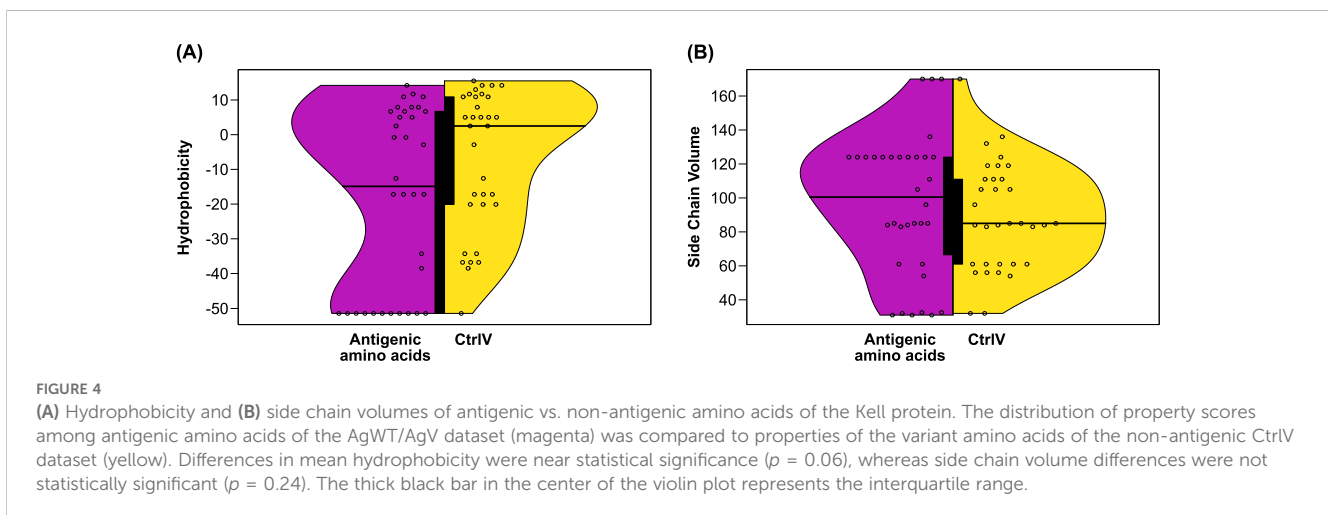 (A)
Hydrophobicity
10
0
-10
-20
-30
-40
-50
Antigenic
amino acids
CtrlV
(B)
Side Chain Volume
160
140
120
100
80
60
40
Antigenic
amino acids
CtrlV
FIGURE 4
(A) Hydrophobicity and (B) side chain volumes of antigenic vs. non-antigenic amino acids of the Kell protein. The distribution of property scores
among antigenic amino acids of the AgWT/AgV dataset (magenta) was compared to properties of the variant amino acids of the non-antigenic CtrlV
dataset (yellow). Differences in mean hydrophobicity were near statistical significance (p = 0.06), whereas side chain volume differences were not
statistically significant (p = 0.24). The thick black bar in the center of the violin plot represents the interquartile range.